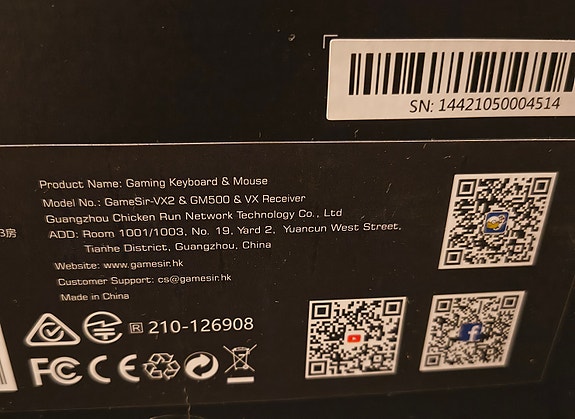 SN: 14421050004514
Product Name: Gaming Keyboard & Mouse
Model No.: GameSir-VX2 & GM500 & VX Receiver
Guangzhou Chicken Run Network Technology Co., Ltd
ADD: Room 1001/1003, No. 19, Yard 2, Yuancun West Street,
Tianhe District, Guangzhou, China
Website: www.gamesir.hk
Customer Support: cs@gamesir.hk
Made in China
R 210-126908
FC CE
房